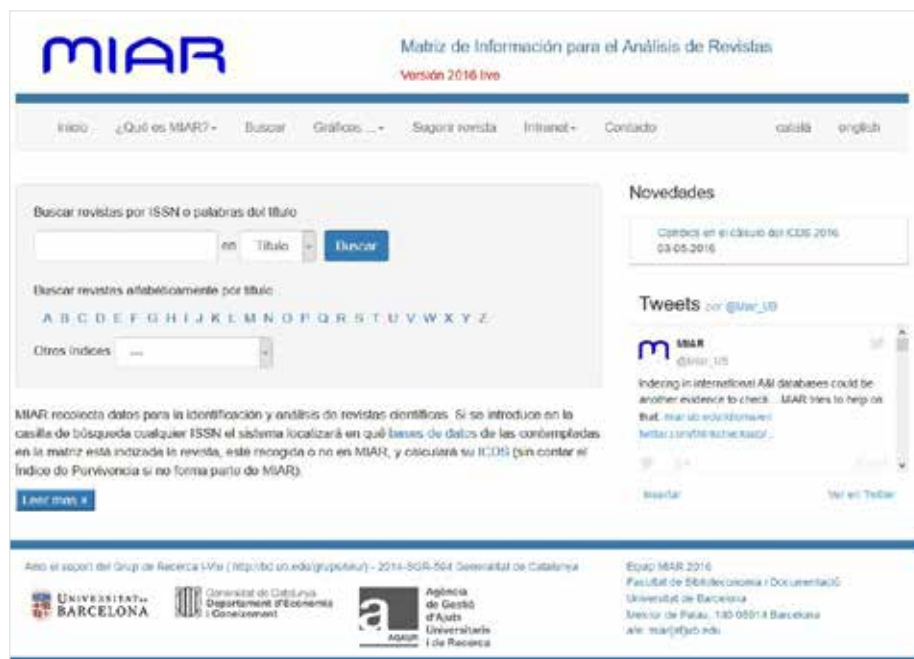 MIAR
Matriz de Información para el Análisis de Revistas
Versión 2016 live
Inicio ¿Qué es MIAR? Buscar Gráficas ... Sugerir revista Intranet Contacto català english
Buscar revistas por ISSN o palabras del título
en Título Buscar
Buscar revistas alfabéticamente por título
A B C D E F G H I J K L M N O P Q R S T U V W X Y Z
Otros índices ---
MIAR recolecta datos para la identificación y análisis de revistas científicas. Si se introduce en la
casilla de búsqueda cualquier ISSN el sistema localizará en qué bases de datos de las contempladas
en la matriz está indizada la revista, esté recogida o no en MIAR, y calculará su ICDS (sin contar el
Índice de Pervivencia si no forma parte de MIAR).
Leer más »
Novedades
Cambios en el cálculo del ICDS 2016
03-05-2016
Tweets por @Miar_UB
MIAR
@Miar_UB
Indexing in international A&I databases could be
another evidence to check... MIAR tries to help on
that.
Insertar Ver en Twitter
Amb el suport del Grup de Recerca - 2014-SGR-504 Generalitat de Catalunya
UNIVERSITAT DE
BARCELONA
Generalitat de Catalunya
Departament d'Economia
i Coneixement
AGAUR
Agència
de Gestió
d'Ajuts
Universitaris
i de Recerca
Equip MIAR 2016
Facultat de Biblioteconomia i Documentació
Universitat de Barcelona
Melcior de Palau, 140 08014 Barcelona